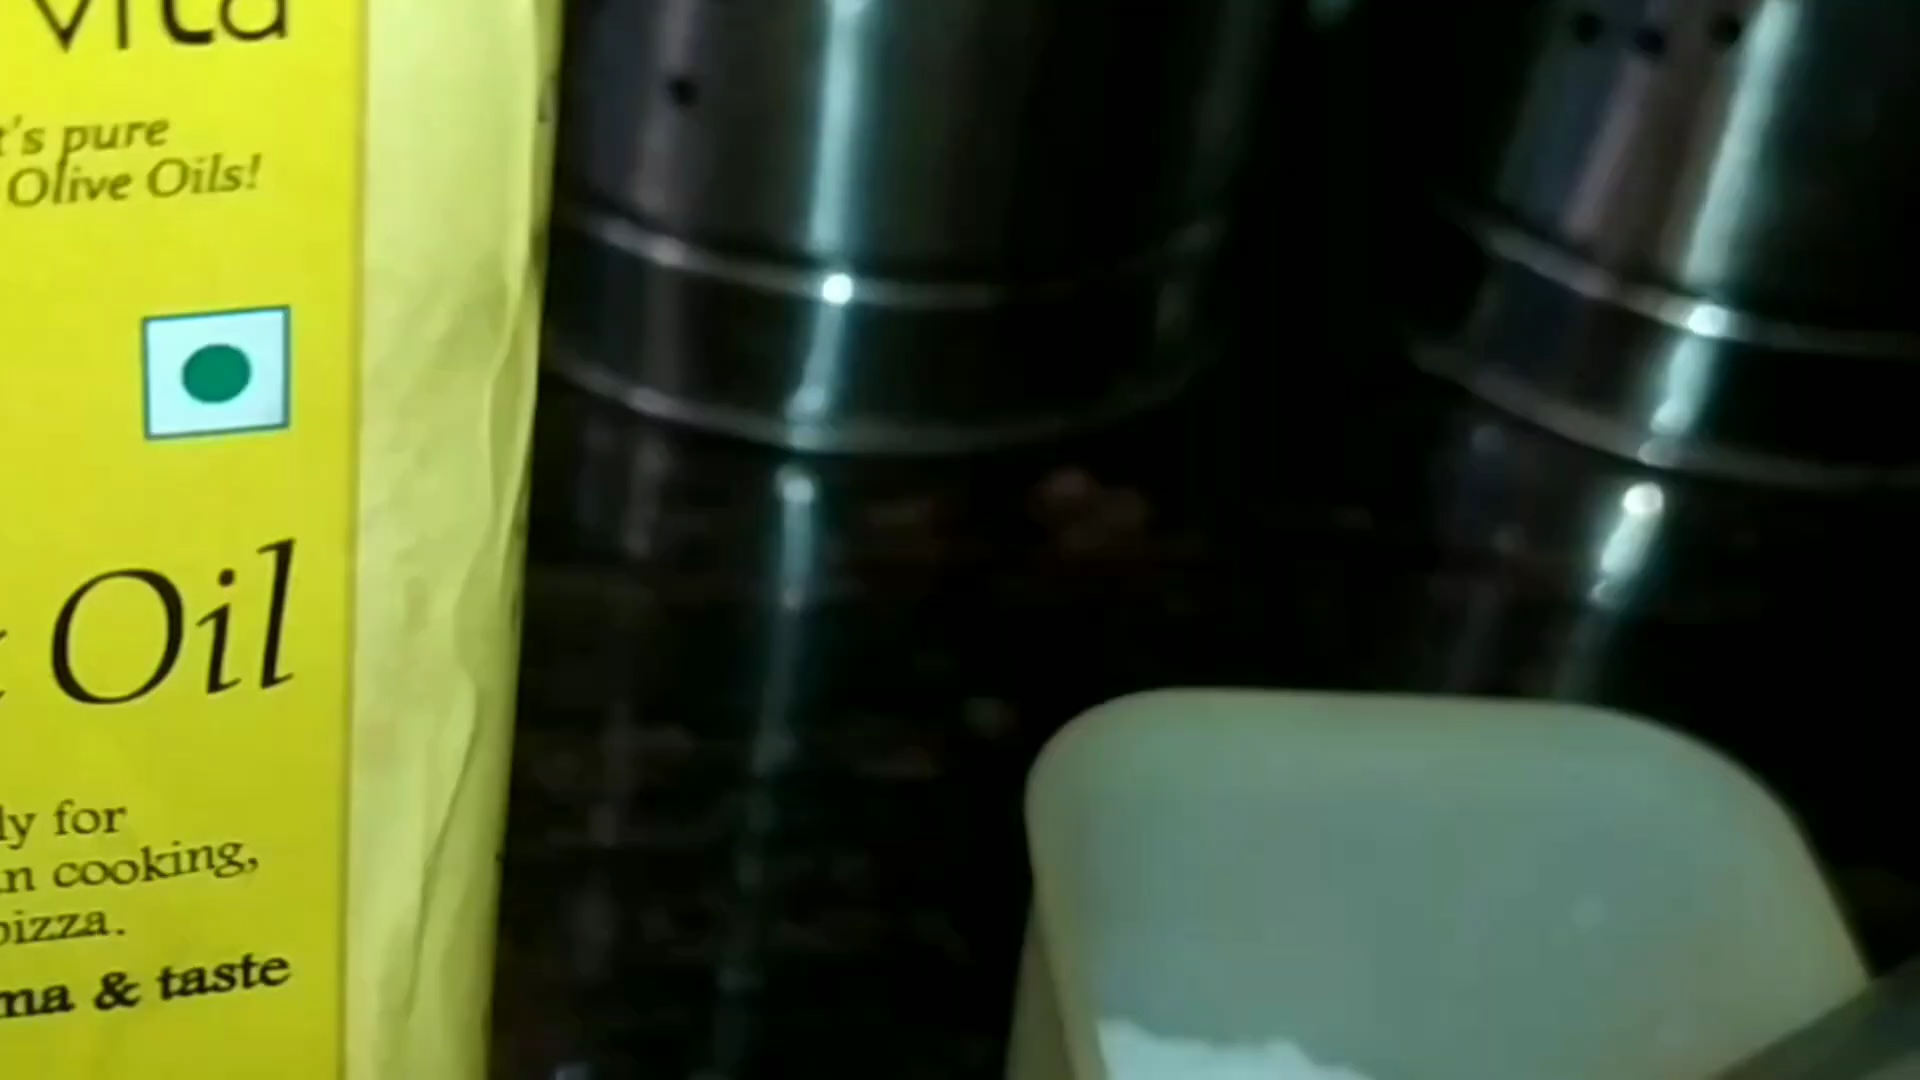 vita
t's pure
Olive Oils!
Oil
ly for
n cooking,
pizza.
ma & taste